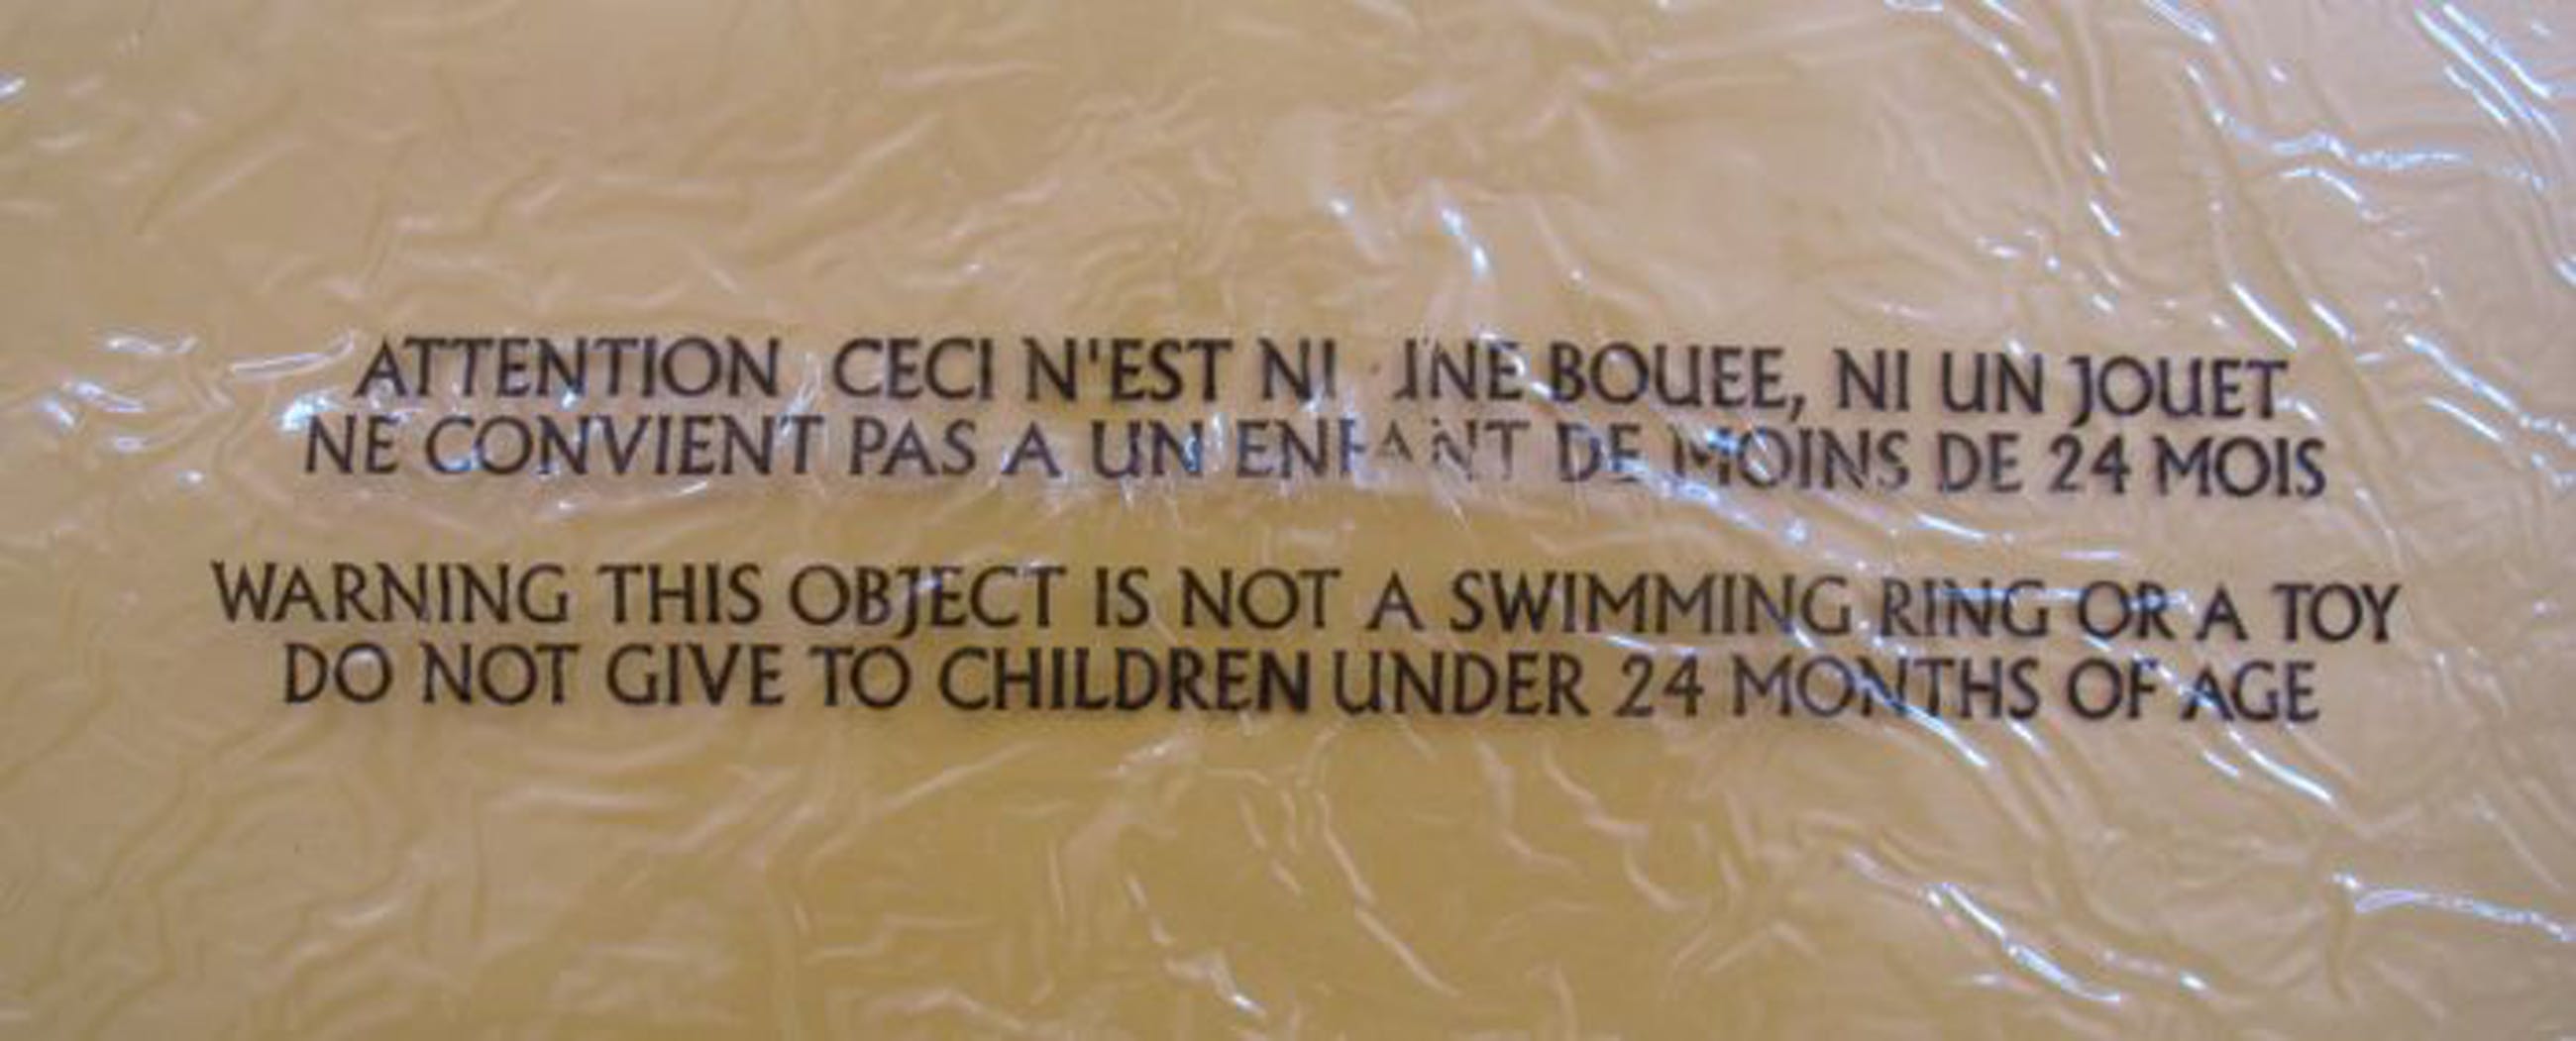 ATTENTION CECI N'EST NI UNE BOUEE, NI UN JOUET
NE CONVIENT PAS A UN ENFANT DE MOINS DE 24 MOIS
WARNING THIS OBJECT IS NOT A SWIMMING RING OR A TOY
DO NOT GIVE TO CHILDREN UNDER 24 MONTHS OF AGE